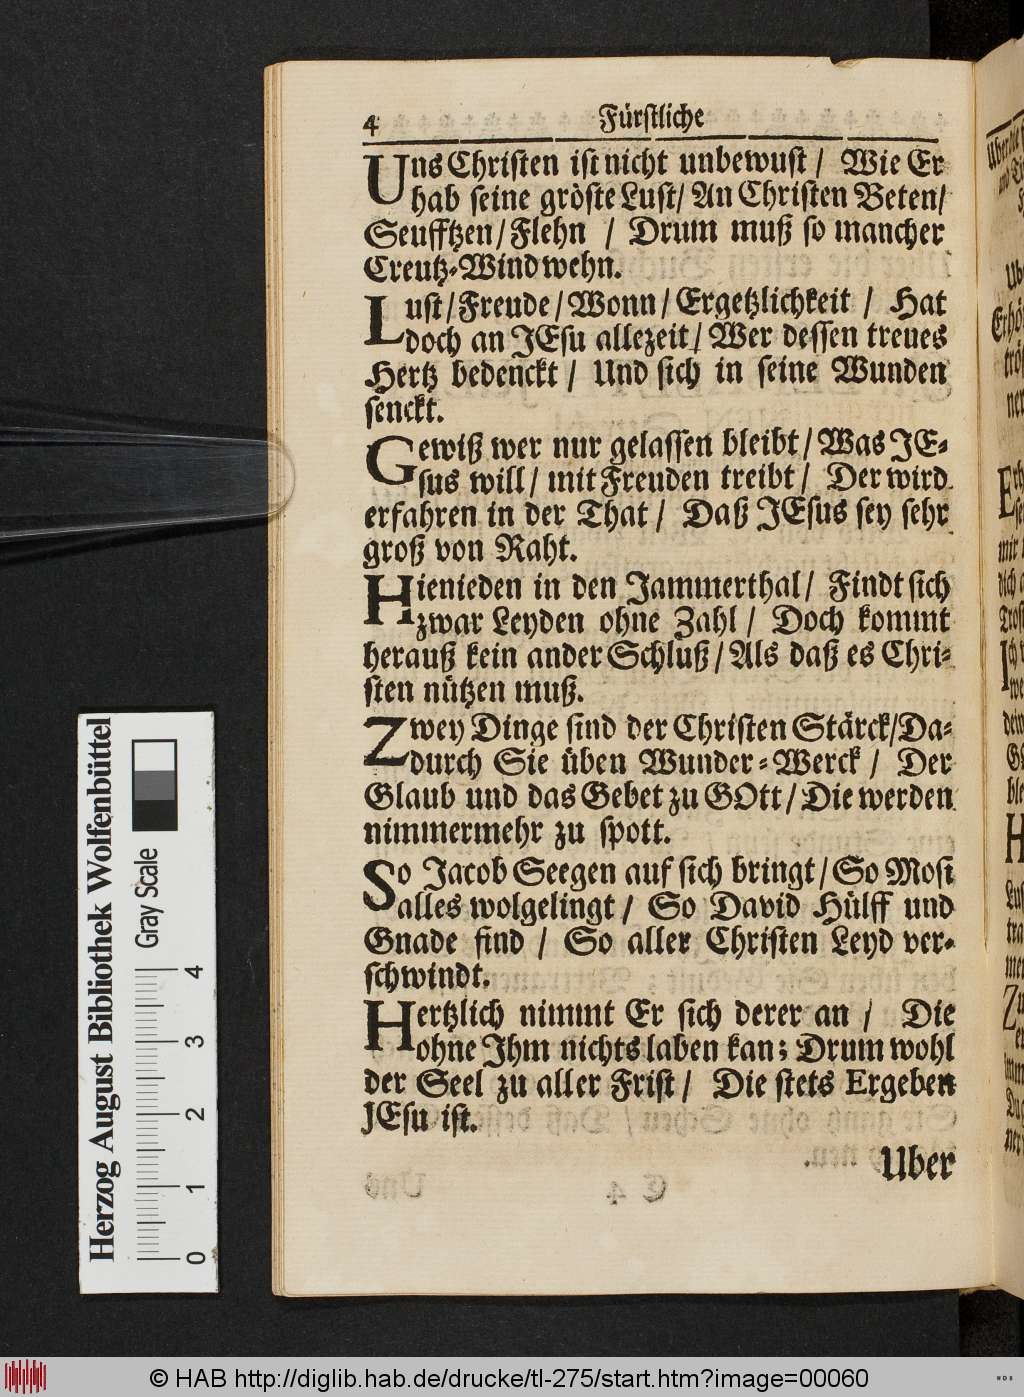 4 Fürstliche
Uns Christen ist nicht unbewust / Wie Er
hab seine gröste Lust / An Christen Beten /
Seufftzen / Flehn / Drum muß so mancher
Creutz-Wind wehn.
Lust / Freude / Wonn / Ergetzlichkeit / Hat
doch an JEsu allezeit / Wer dessen treues
Hertz bedenckt / Und sich in seine Wunden
senckt.
Gewiß wer nur gelassen bleibt / Was JE-
sus will / mit Freuden treibt / Der wird
erfahren in der That / Daß JEsus sey sehr
groß von Raht.
Hienieden in den Jammerthal / Findt sich
zwar Leyden ohne Zahl / Doch kommt
herauß kein ander Schluß / Als daß es Chri-
sten nützen muß.
Zwey Dinge sind der Christen Stärck / Da-
durch Sie üben Wunder-Werck / Der
Glaub und das Gebet zu GOtt / Die werden
nimmermehr zu spott.
So Jacob Seegen auf sich bringt / So Mosi
alles wolgelingt / So David Hülff und
Gnade find / So aller Christen Leyd ver-
schwindt.
Hertzlich nimmt Er sich derer an / Die
ohne Ihm nichts laben kan; Drum wohl
der Seel zu aller Frist / Die stets Ergeben
JEsu ist.
Uber
Herzog August Bibliothek Wolfenbüttel
Gray Scale
0 1 2 3 4
© HAB http://diglib.hab.de/drucke/tl-275/start.htm?image=00060